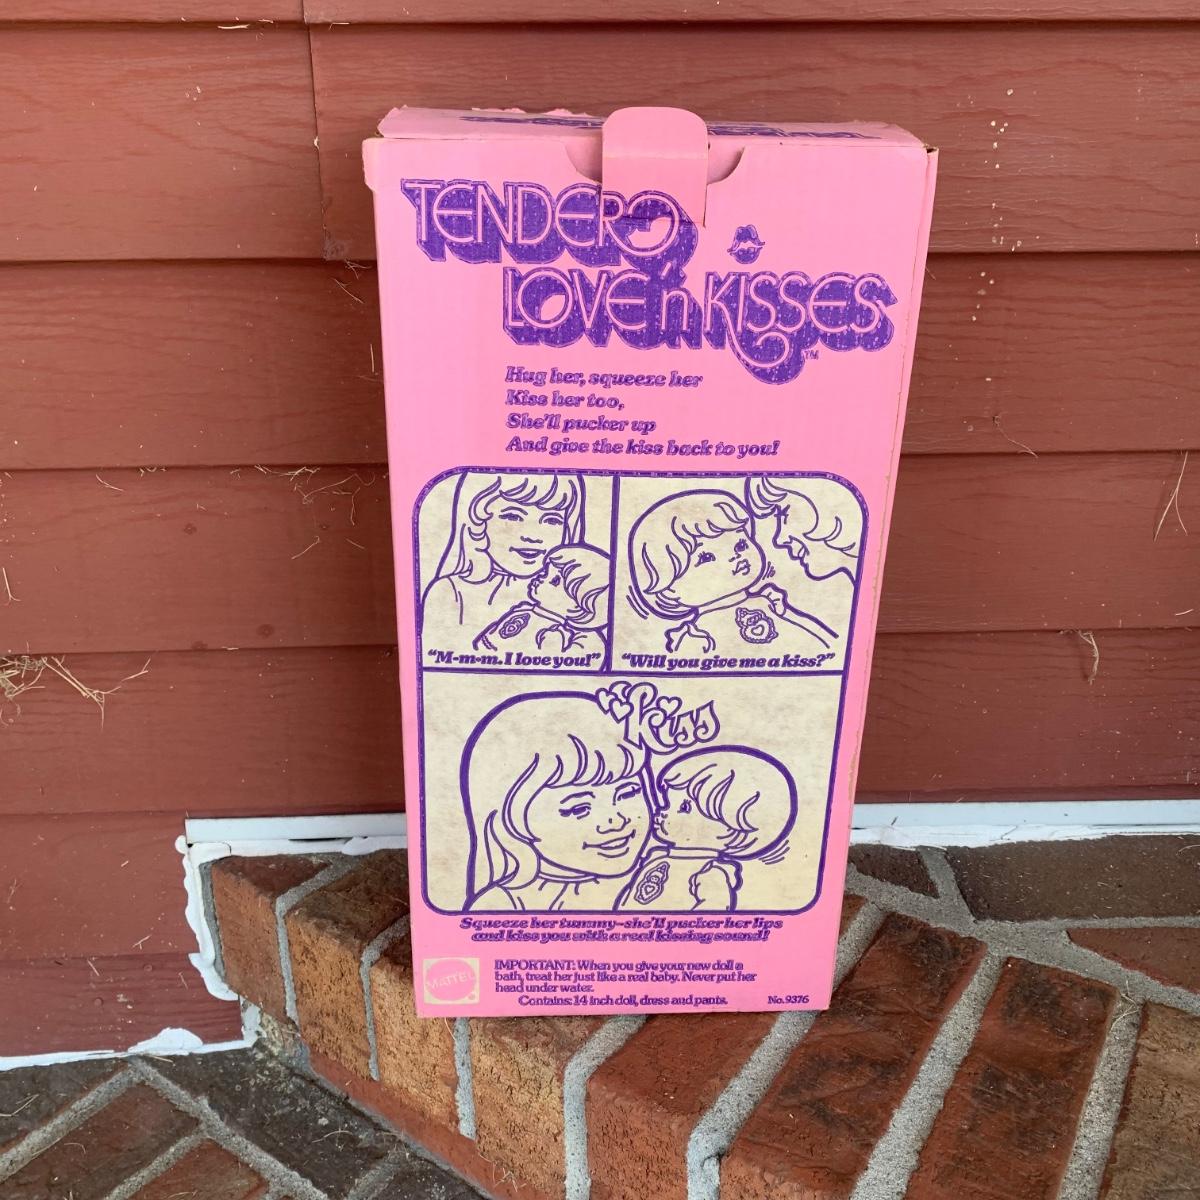 TENDER
LOVE 'n KISSES™
Hug her, squeeze her
Kiss her too,
She'll pucker up
And give the kiss back to you!
"M-m-m. I love you!"
"Will you give me a kiss?"
Kiss
Squeeze her tummy-she'll pucker her lips
and kiss you with a real kissing sound!
MATTEL
IMPORTANT: When you give your new doll a
bath, treat her just like a real baby. Never put her
head under water.
Contains: 14 inch doll, dress and pants.
No. 9376